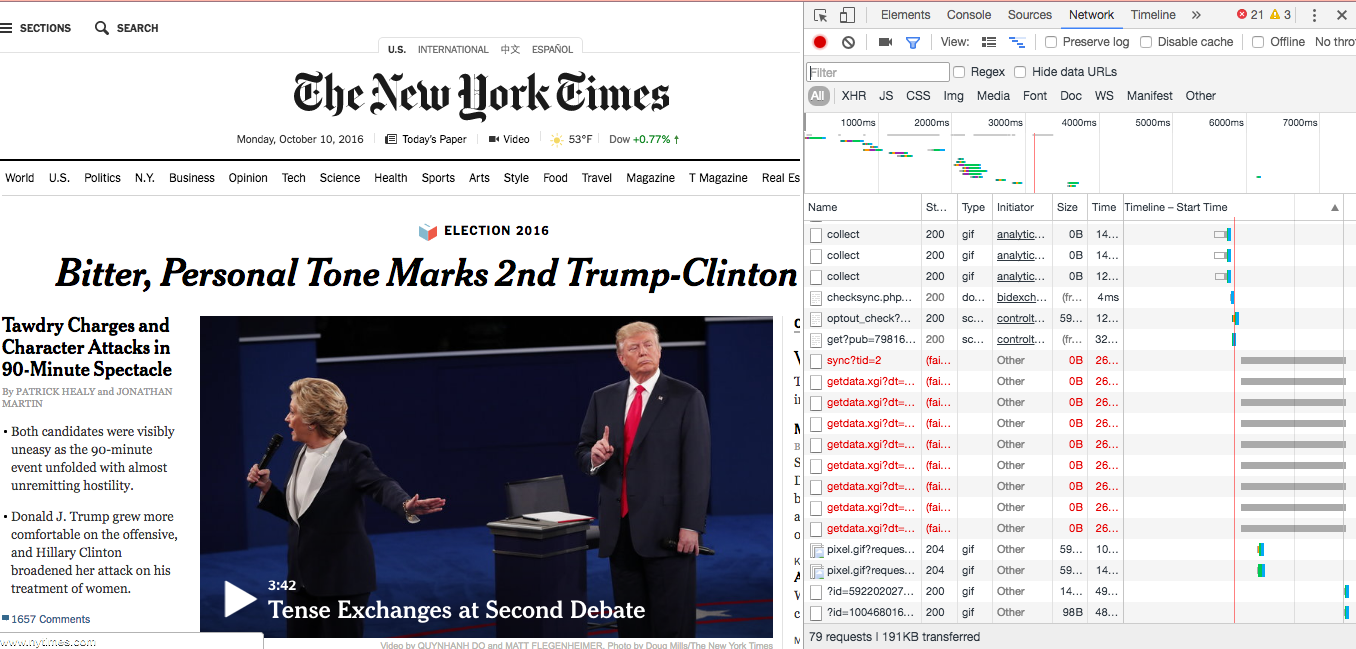 SECTIONS SEARCH
U.S. INTERNATIONAL 中文 ESPAÑOL
The New York Times
Monday, October 10, 2016 Today's Paper Video 53°F Dow +0.77% ↑
World U.S. Politics N.Y. Business Opinion Tech Science Health Sports Arts Style Food Travel Magazine T Magazine Real Es
ELECTION 2016
Bitter, Personal Tone Marks 2nd Trump-Clinton
Tawdry Charges and
Character Attacks in
90-Minute Spectacle
By PATRICK HEALY and JONATHAN
MARTIN
• Both candidates were visibly
uneasy as the 90-minute
event unfolded with almost
unremitting hostility.
• Donald J. Trump grew more
comfortable on the offensive,
and Hillary Clinton
broadened her attack on his
treatment of women.
1657 Comments
www.nytimes.com
3:42
Tense Exchanges at Second Debate
Video by QUYNHANH DO and MATT FLEGENHEIMER. Photo by Doug Mills/The New York Times
Elements Console Sources Network Timeline » 21 3
View: Preserve log Disable cache Offline No thro
Filter Regex Hide data URLs
All XHR JS CSS Img Media Font Doc WS Manifest Other
1000ms 2000ms 3000ms 4000ms 5000ms 6000ms 7000ms
Name St... Type Initiator Size Time Timeline – Start Time
collect 200 gif analytic... 0B 14...
collect 200 gif analytic... 0B 14...
collect 200 gif analytic... 0B 12...
checksync.php... 200 do... bidexch... (fr... 4ms
optout_check?... 200 sc... controlt... 59... 12...
get?pub=79816... 200 sc... controlt... (fr... 32...
sync?tid=2 (fai... Other 0B 26...
getdata.xgi?dt=... (fai... Other 0B 26...
getdata.xgi?dt=... (fai... Other 0B 26...
getdata.xgi?dt=... (fai... Other 0B 26...
getdata.xgi?dt=... (fai... Other 0B 26...
getdata.xgi?dt=... (fai... Other 0B 26...
getdata.xgi?dt=... (fai... Other 0B 26...
getdata.xgi?dt=... (fai... Other 0B 26...
getdata.xgi?dt=... (fai... Other 0B 26...
pixel.gif?reques... 204 gif Other 59... 10...
pixel.gif?reques... 204 gif Other 59... 14...
?id=592202027... 200 gif Other 14... 49...
?id=100468016... 200 gif Other 98B 48...
79 requests | 191KB transferred